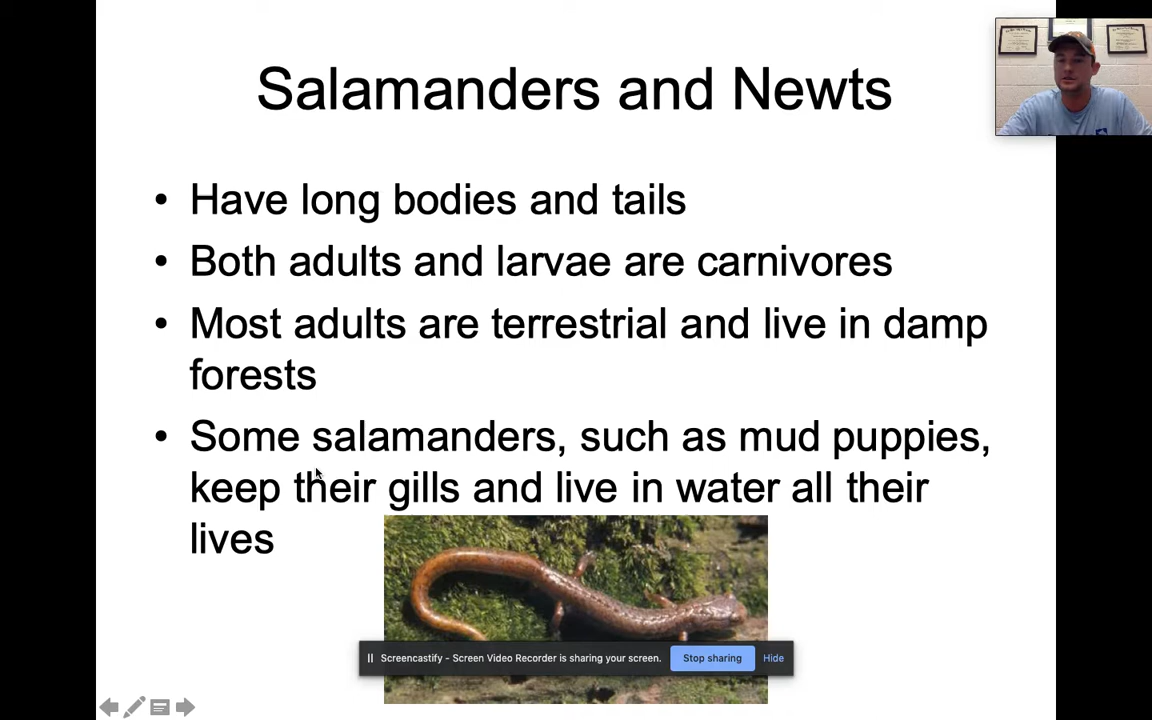 Salamanders and Newts
• Have long bodies and tails
• Both adults and larvae are carnivores
• Most adults are terrestrial and live in damp
forests
• Some salamanders, such as mud puppies,
keep their gills and live in water all their
lives
Screencastify - Screen Video Recorder is sharing your screen. Stop sharing Hide